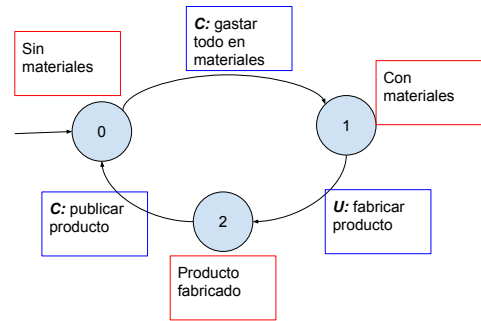 C: gastar
todo en
materiales
Sin
materiales
Con
materiales
0
1
C: publicar
producto
2
U: fabricar
producto
Producto
fabricado